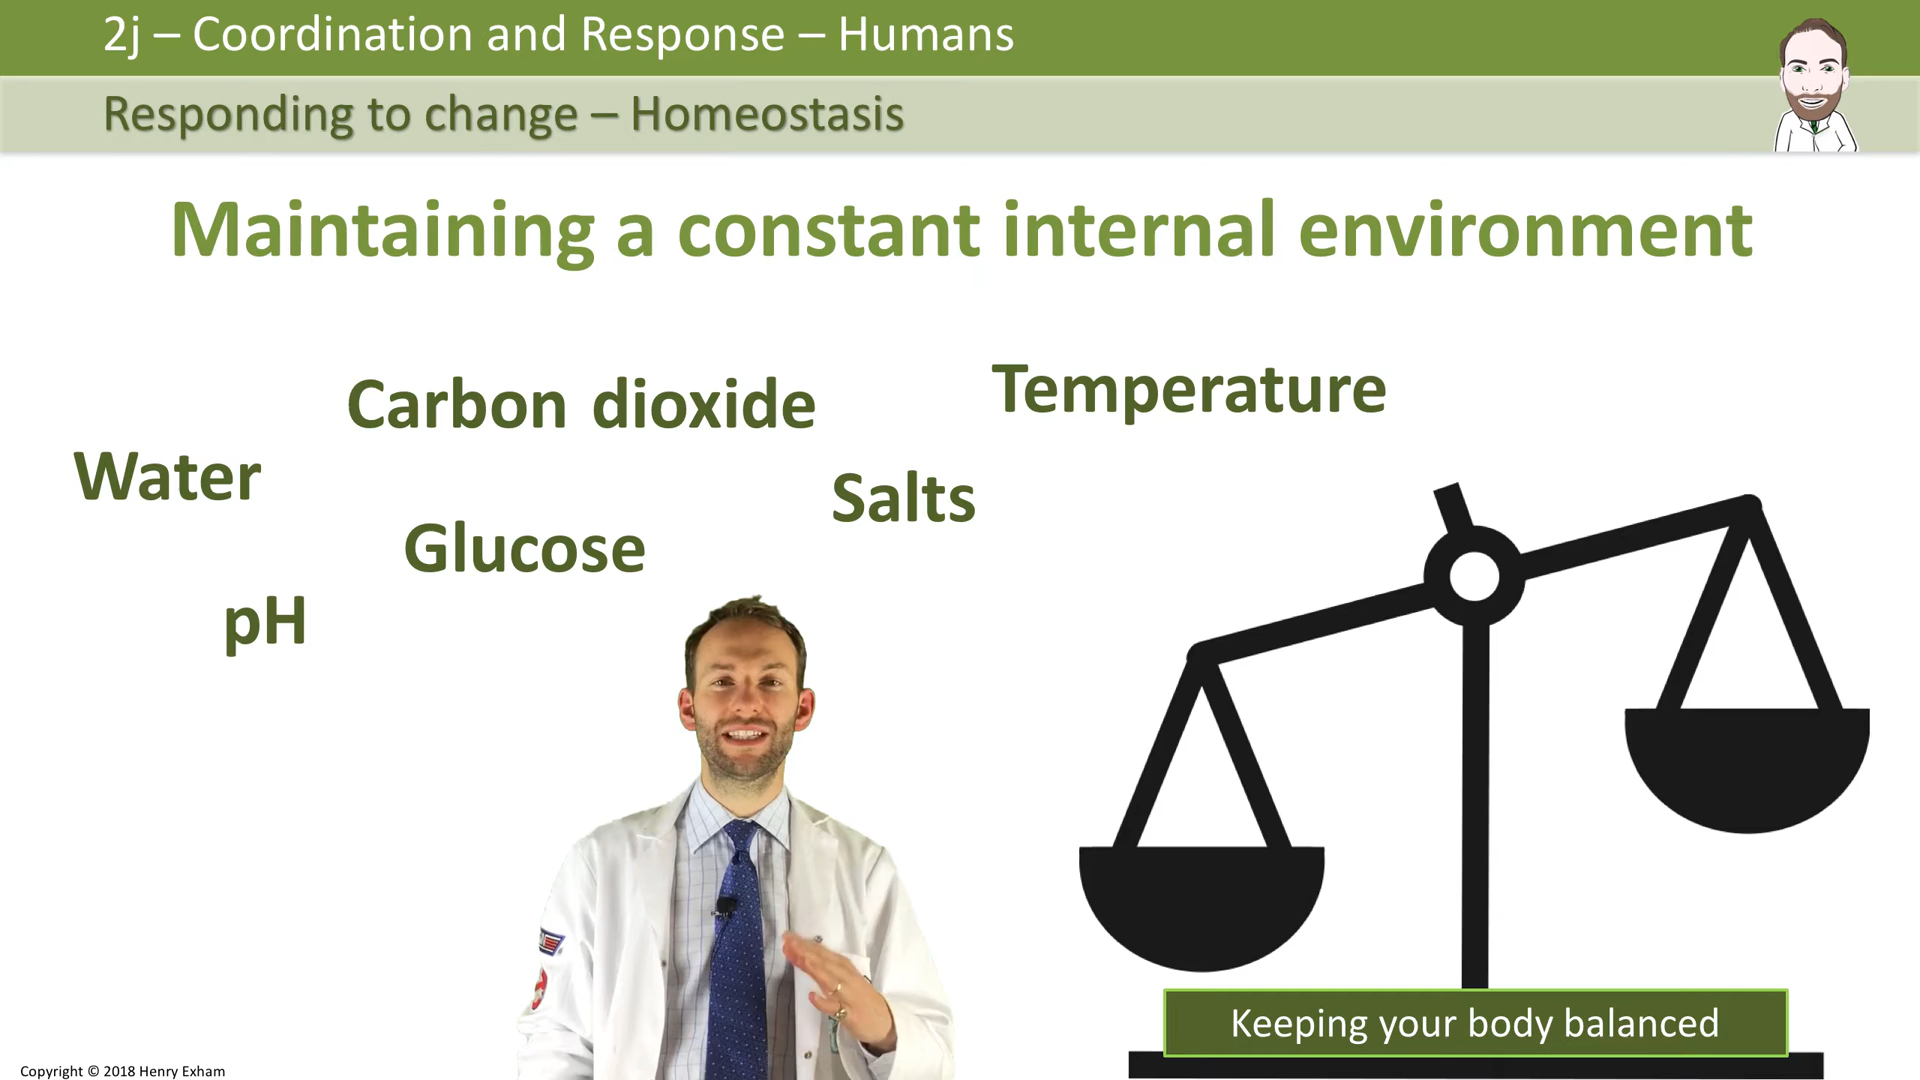 2j – Coordination and Response – Humans
Responding to change – Homeostasis
Maintaining a constant internal environment
Carbon dioxide
Temperature
Water
Salts
Glucose
pH
Keeping your body balanced
Copyright © 2018 Henry Exham